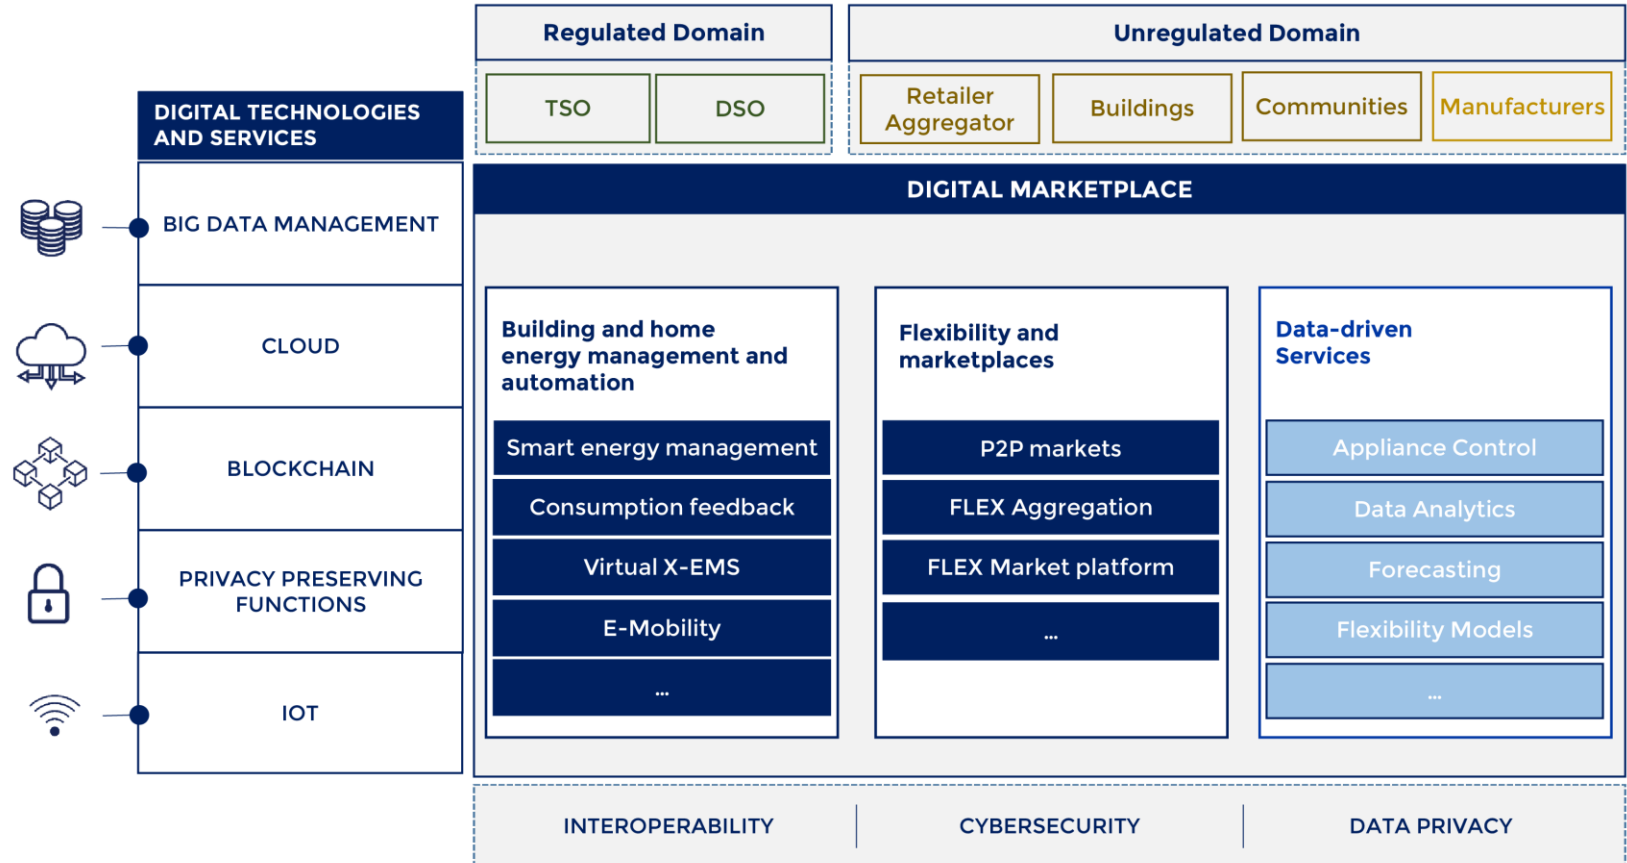 Regulated Domain
Unregulated Domain
TSO
DSO
Retailer
Aggregator
Buildings
Communities
Manufacturers
DIGITAL TECHNOLOGIES
AND SERVICES
BIG DATA MANAGEMENT
CLOUD
BLOCKCHAIN
PRIVACY PRESERVING
FUNCTIONS
IOT
DIGITAL MARKETPLACE
Building and home
energy management and
automation
Smart energy management
Consumption feedback
Virtual X-EMS
E-Mobility
...
Flexibility and
marketplaces
P2P markets
FLEX Aggregation
FLEX Market platform
...
Data-driven
Services
Appliance Control
Data Analytics
Forecasting
Flexibility Models
...
INTEROPERABILITY
CYBERSECURITY
DATA PRIVACY